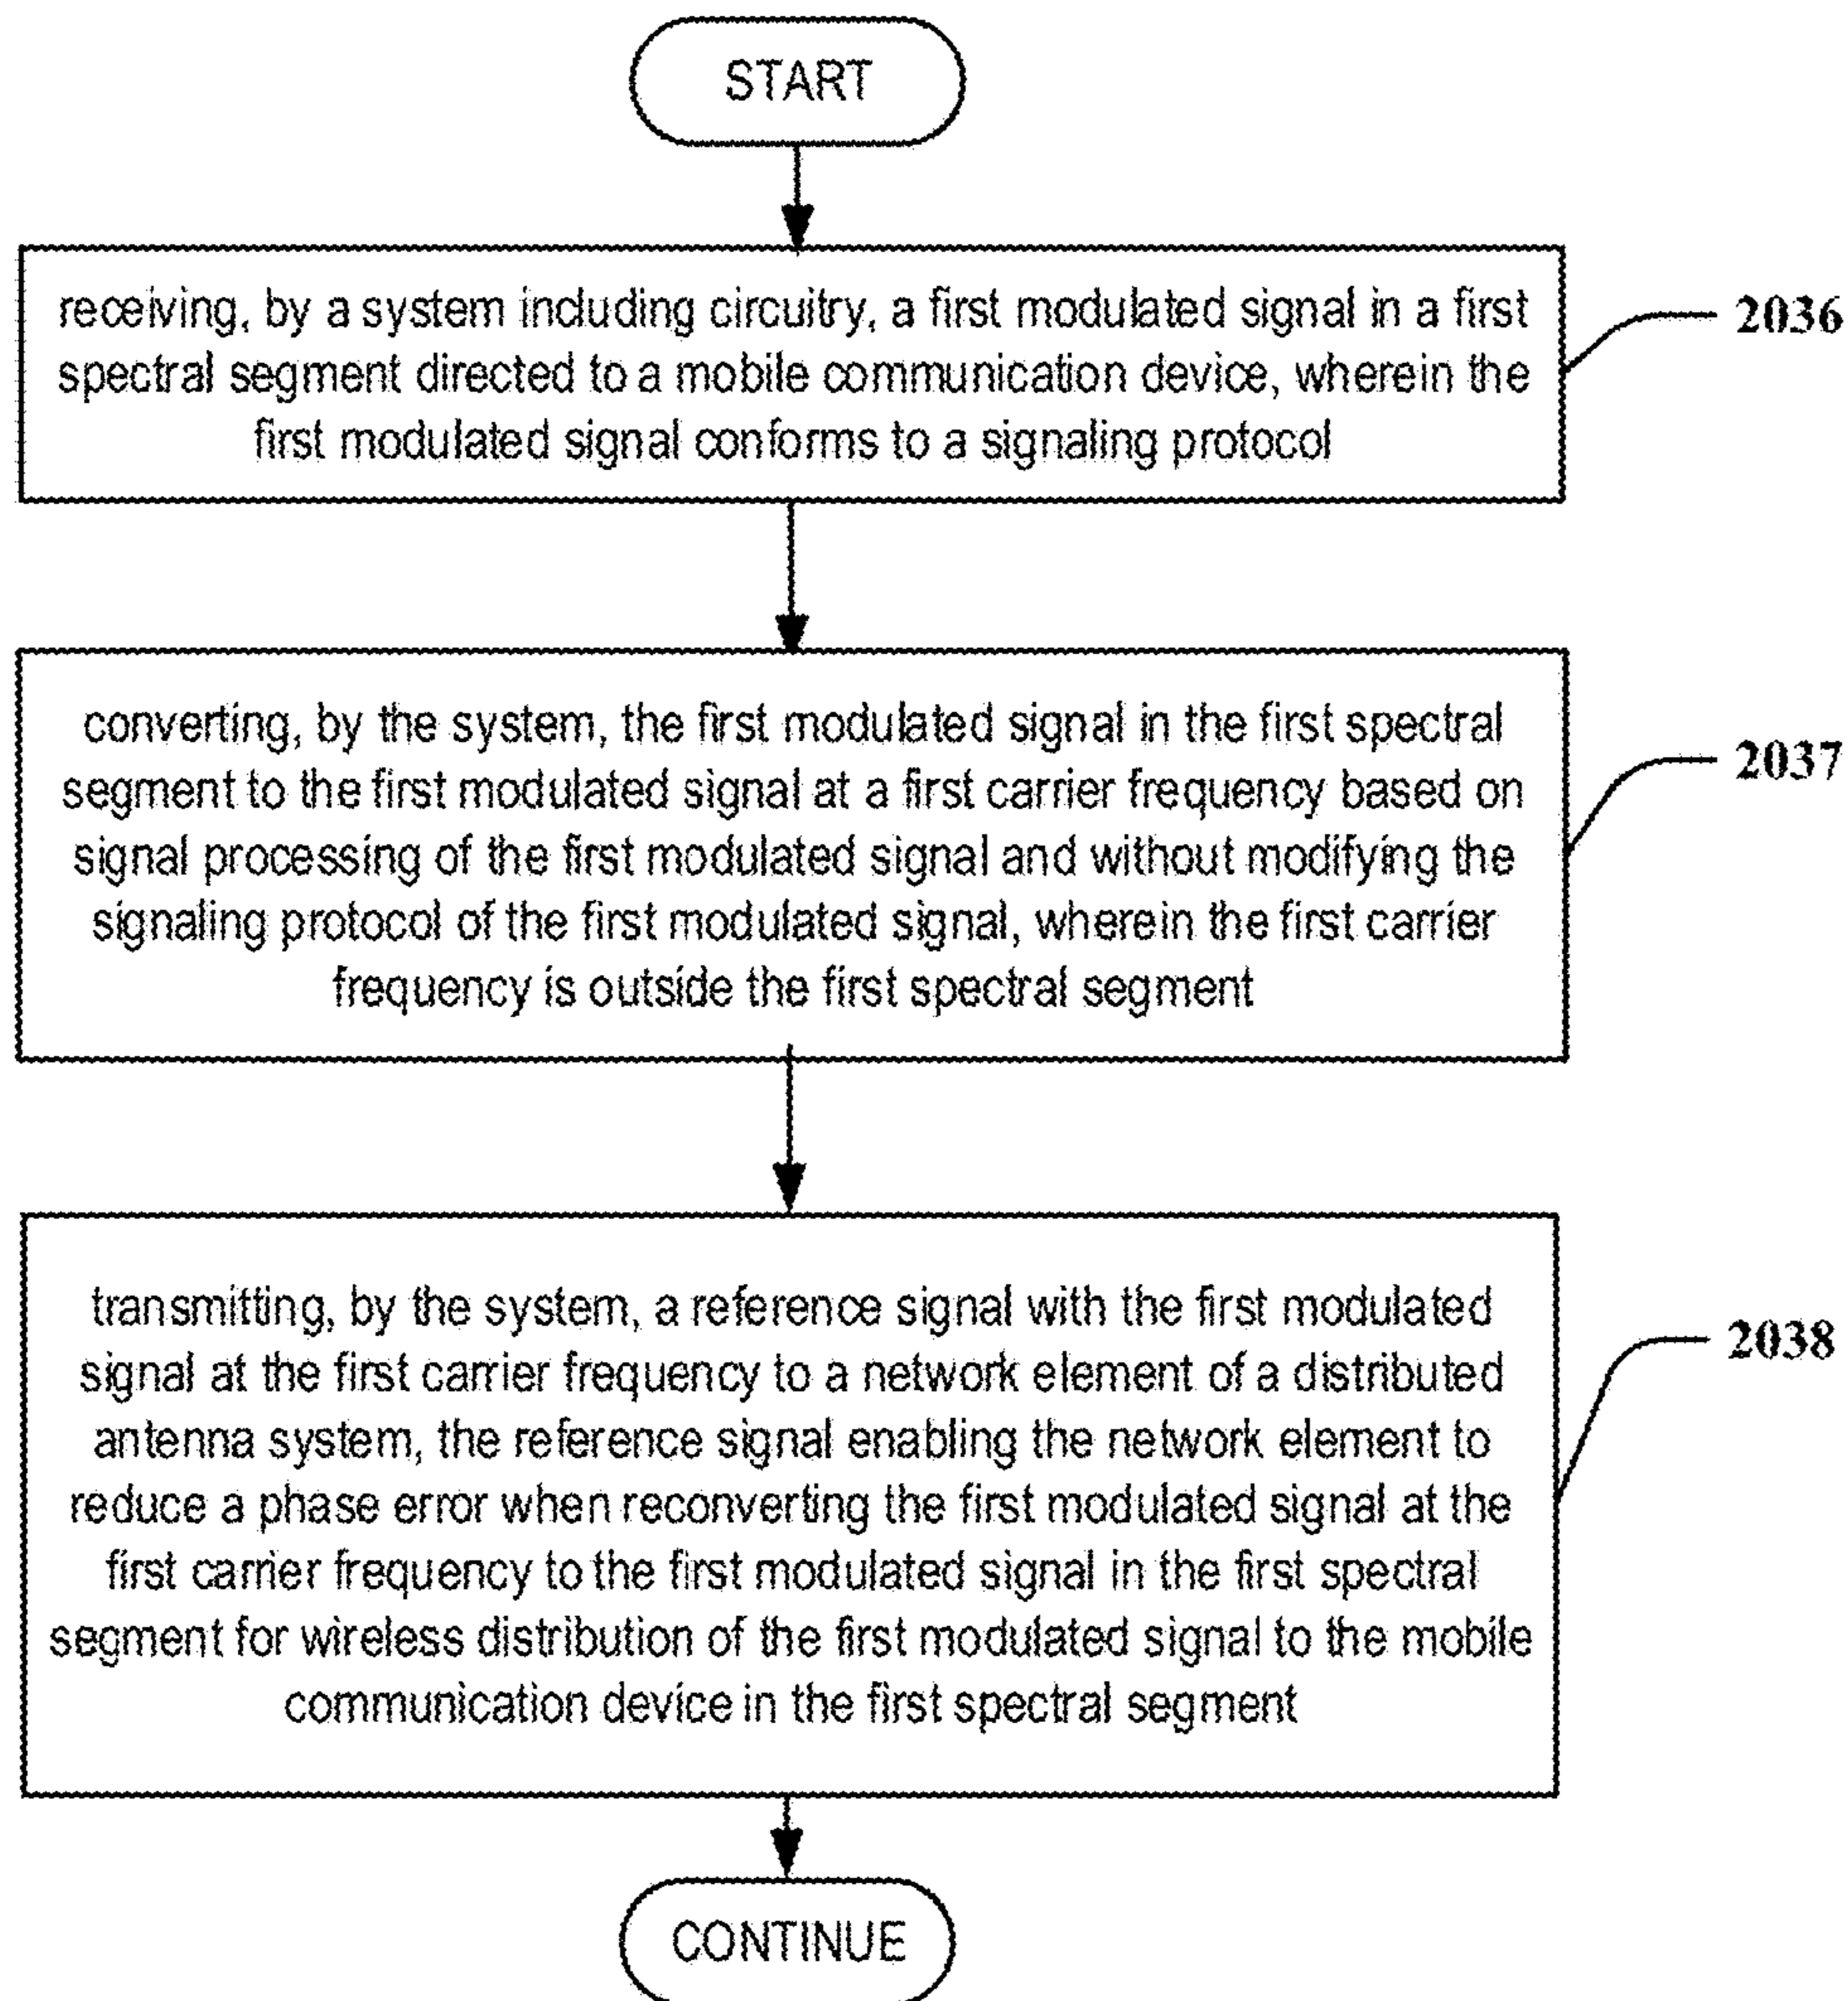 START
receiving, by a system including circuitry, a first modulated signal in a first
spectral segment directed to a mobile communication device, wherein the
first modulated signal conforms to a signaling protocol
2036
converting, by the system, the first modulated signal in the first spectral
segment to the first modulated signal at a first carrier frequency based on
signal processing of the first modulated signal and without modifying the
signaling protocol of the first modulated signal, wherein the first carrier
frequency is outside the first spectral segment
2037
transmitting, by the system, a reference signal with the first modulated
signal at the first carrier frequency to a network element of a distributed
antenna system, the reference signal enabling the network element to
reduce a phase error when reconverting the first modulated signal at the
first carrier frequency to the first modulated signal in the first spectral
segment for wireless distribution of the first modulated signal to the mobile
communication device in the first spectral segment
2038
CONTINUE